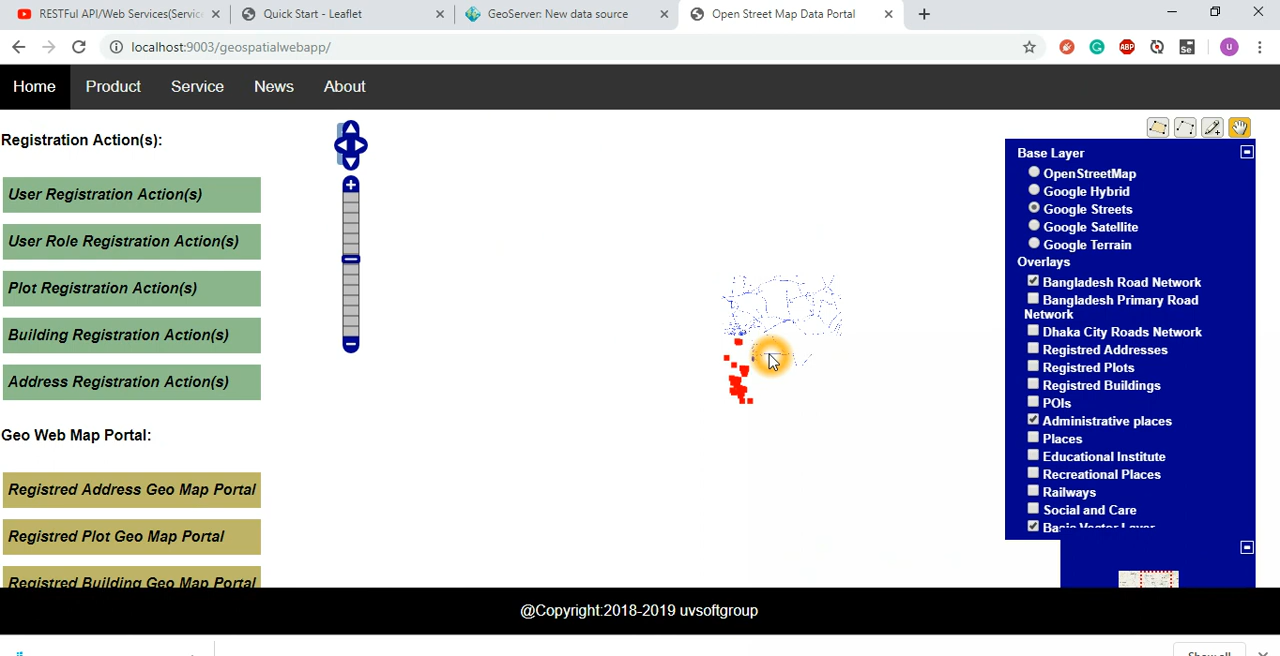 RESTFul API/Web Services(Servic
Quick Start - Leaflet
GeoServer: New data source
Open Street Map Data Portal
localhost:9003/geospatialwebapp/
ABP
Se
u
Home Product Service News About
Registration Action(s):
User Registration Action(s)
User Role Registration Action(s)
Plot Registration Action(s)
Building Registration Action(s)
Address Registration Action(s)
Geo Web Map Portal:
Registred Address Geo Map Portal
Registred Plot Geo Map Portal
Registred Building Geo Map Portal
Base Layer
OpenStreetMap
Google Hybrid
Google Streets
Google Satellite
Google Terrain
Overlays
Bangladesh Road Network
Bangladesh Primary Road
Network
Dhaka City Roads Network
Registred Addresses
Registred Plots
Registred Buildings
POIs
Administrative places
Places
Educational Institute
Recreational Places
Railways
Social and Care
Basic Vector Layer
@Copyright:2018-2019 uvsoftgroup
Show all